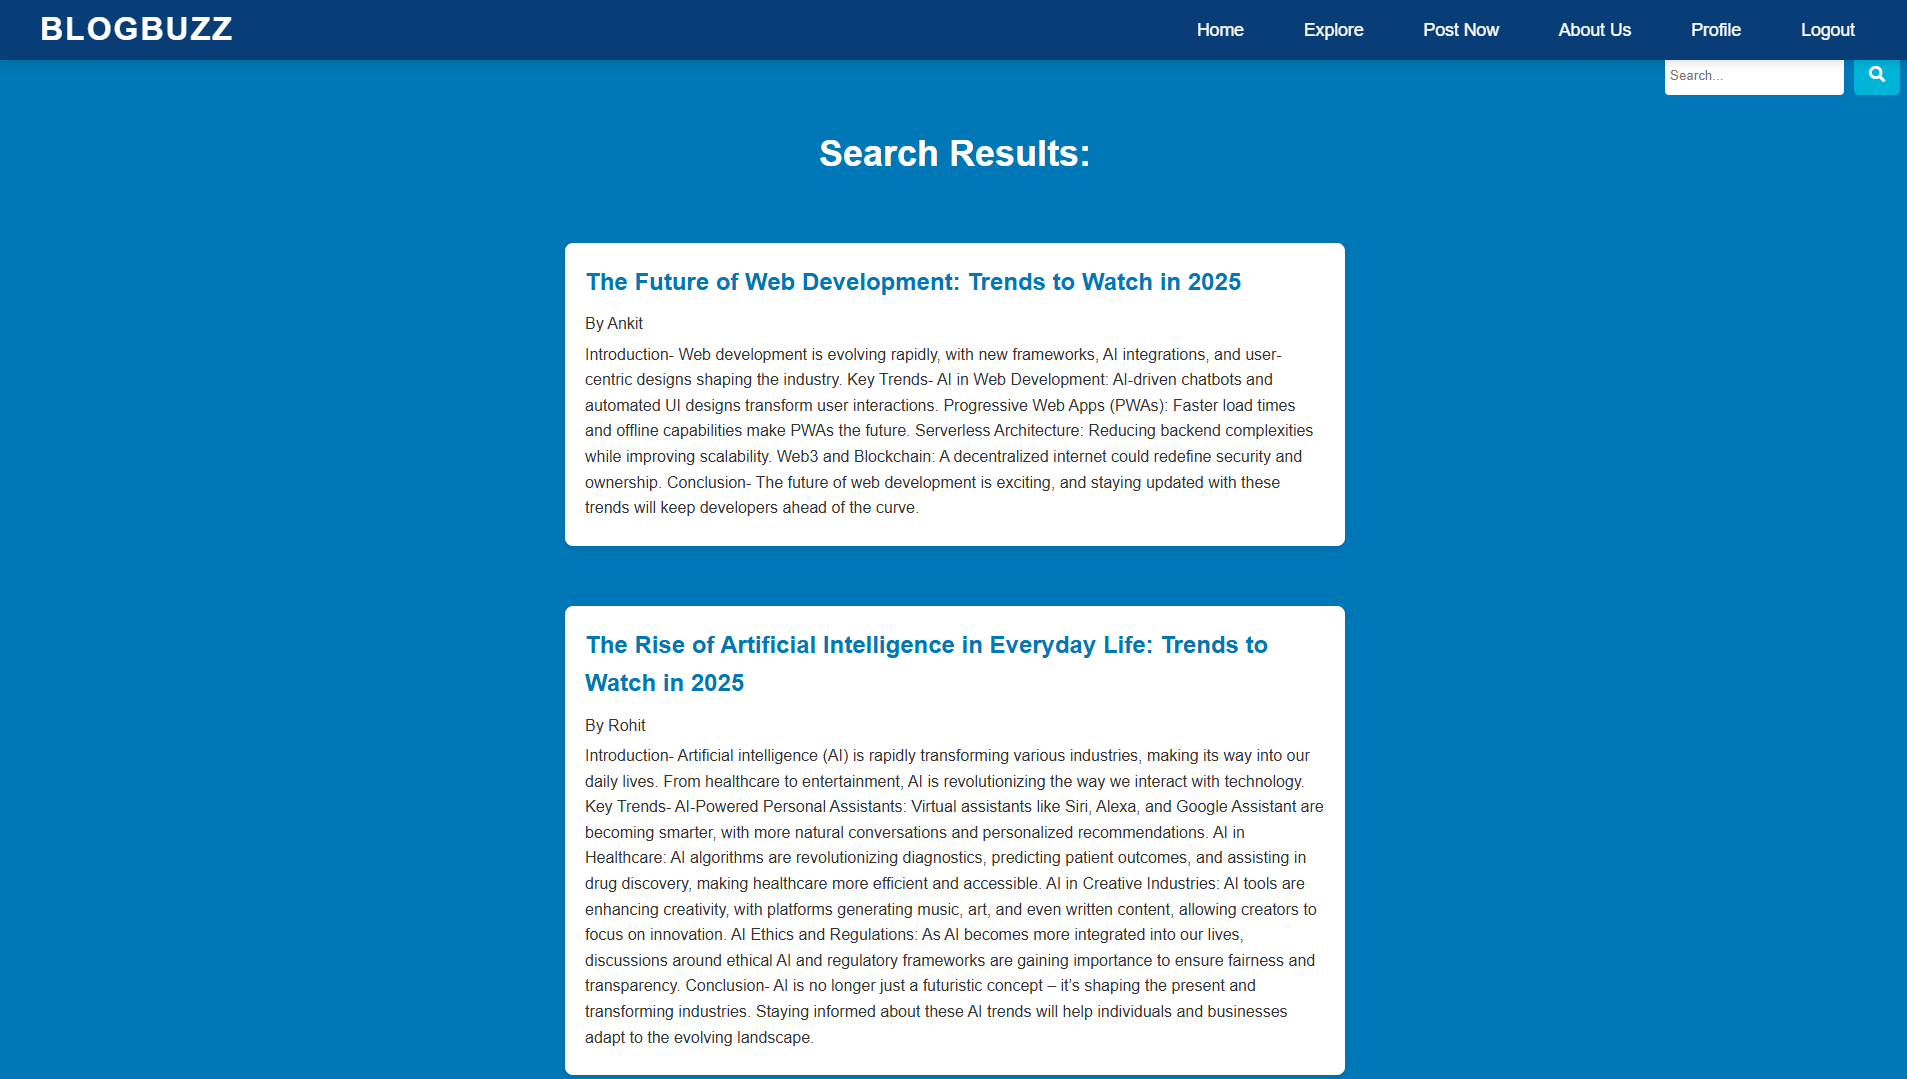 BLOGBUZZ
Home Explore Post Now About Us Profile Logout
Search...
Search Results:
The Future of Web Development: Trends to Watch in 2025
By Ankit
Introduction- Web development is evolving rapidly, with new frameworks, AI integrations, and user-
centric designs shaping the industry. Key Trends- AI in Web Development: AI-driven chatbots and
automated UI designs transform user interactions. Progressive Web Apps (PWAs): Faster load times
and offline capabilities make PWAs the future. Serverless Architecture: Reducing backend complexities
while improving scalability. Web3 and Blockchain: A decentralized internet could redefine security and
ownership. Conclusion- The future of web development is exciting, and staying updated with these
trends will keep developers ahead of the curve.
The Rise of Artificial Intelligence in Everyday Life: Trends to
Watch in 2025
By Rohit
Introduction- Artificial intelligence (AI) is rapidly transforming various industries, making its way into our
daily lives. From healthcare to entertainment, AI is revolutionizing the way we interact with technology.
Key Trends- AI-Powered Personal Assistants: Virtual assistants like Siri, Alexa, and Google Assistant are
becoming smarter, with more natural conversations and personalized recommendations. AI in
Healthcare: AI algorithms are revolutionizing diagnostics, predicting patient outcomes, and assisting in
drug discovery, making healthcare more efficient and accessible. AI in Creative Industries: AI tools are
enhancing creativity, with platforms generating music, art, and even written content, allowing creators to
focus on innovation. AI Ethics and Regulations: As AI becomes more integrated into our lives,
discussions around ethical AI and regulatory frameworks are gaining importance to ensure fairness and
transparency. Conclusion- AI is no longer just a futuristic concept – it’s shaping the present and
transforming industries. Staying informed about these AI trends will help individuals and businesses
adapt to the evolving landscape.